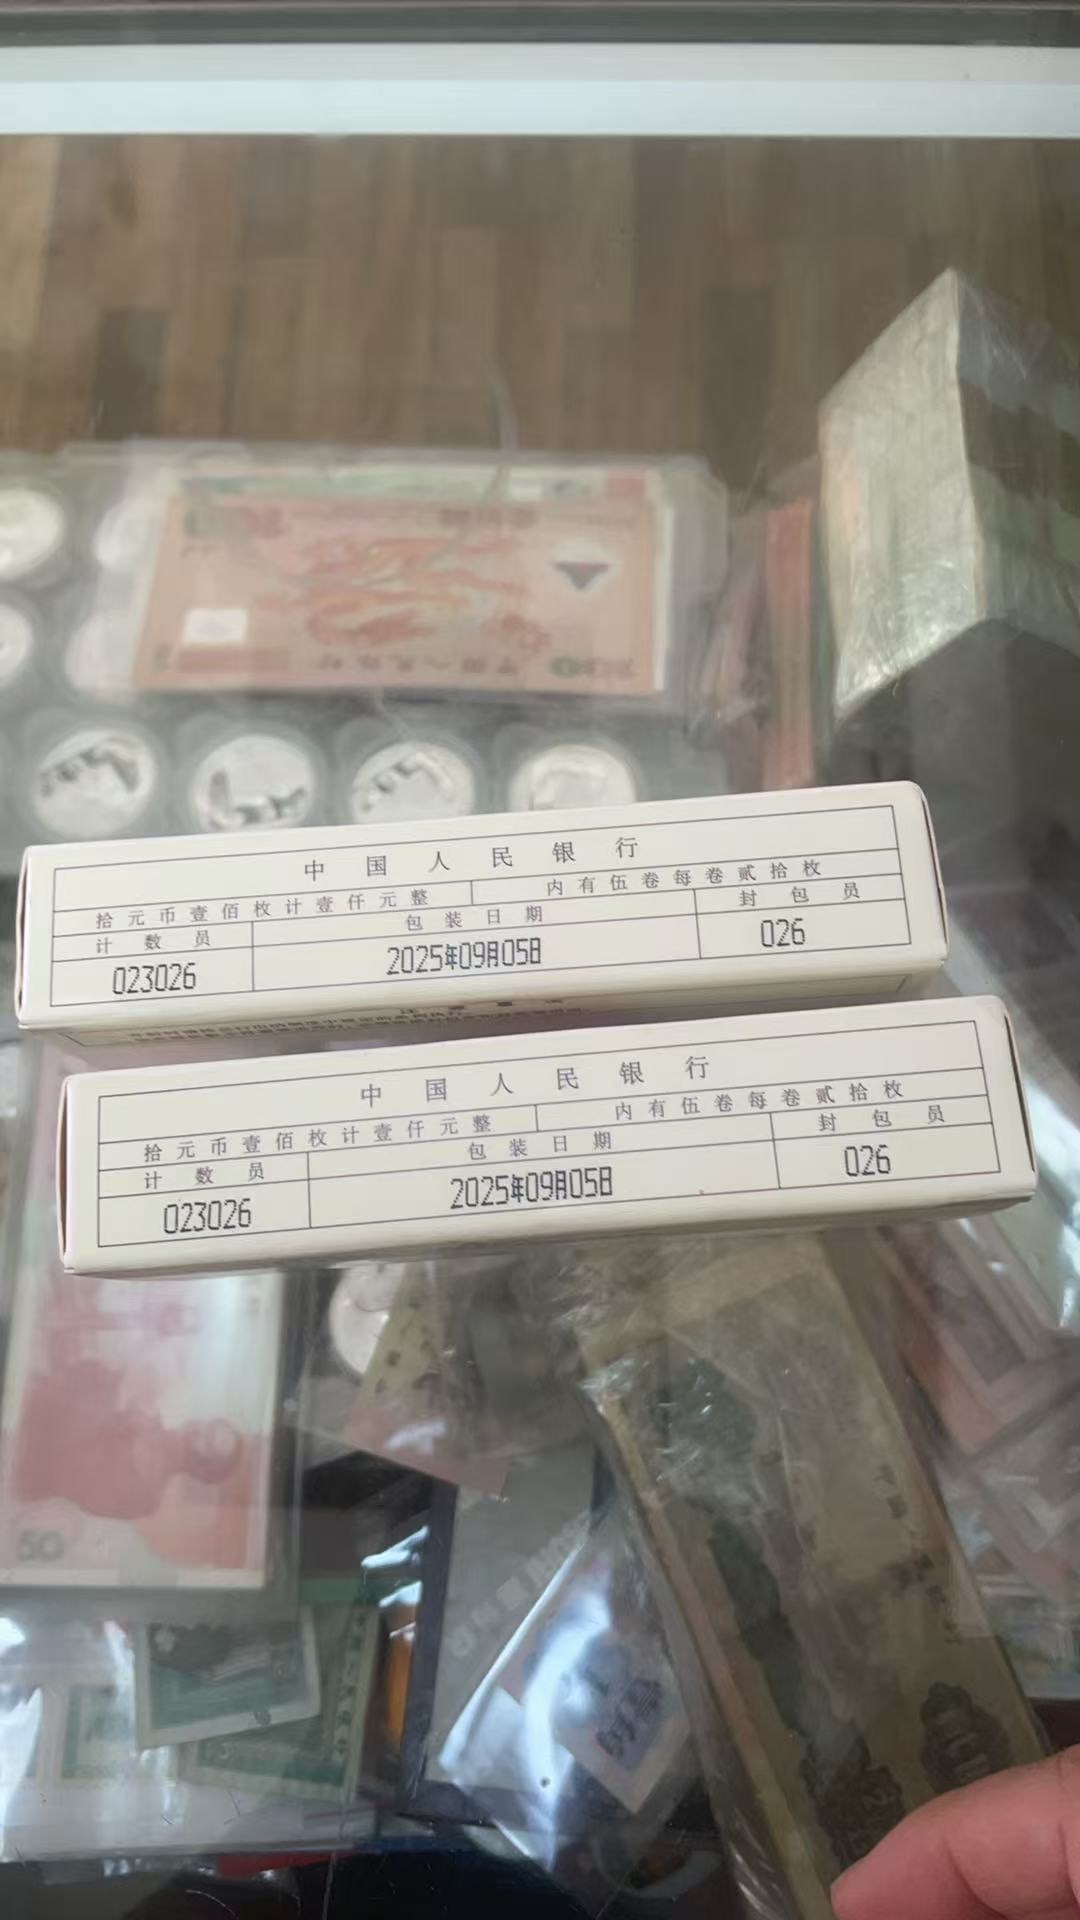 中国人民银行
拾元币壹佰枚计壹仟元整 内有伍卷每卷贰拾枚
计数员 包装日期 封包员
023026 2025年09月05日 026
中国人民银行
拾元币壹佰枚计壹仟元整 内有伍卷每卷贰拾枚
计数员 包装日期 封包员
023026 2025年09月05日 026
50